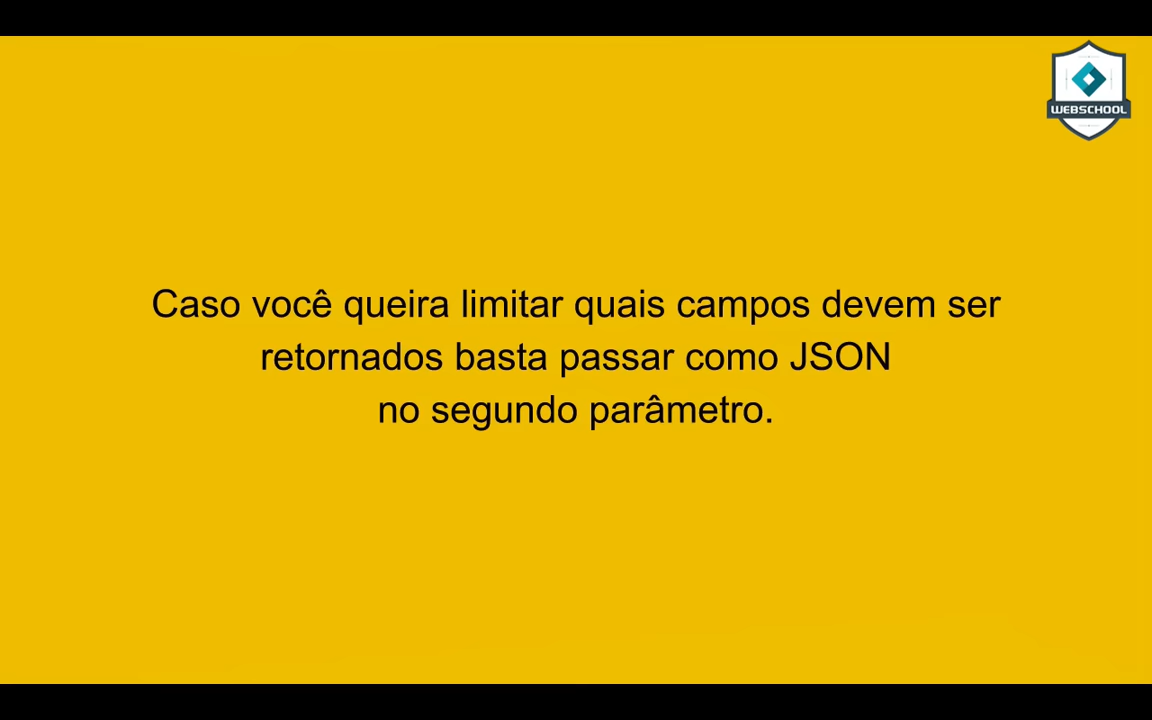 WEBSCHOOL
Caso você queira limitar quais campos devem ser
retornados basta passar como JSON
no segundo parâmetro.